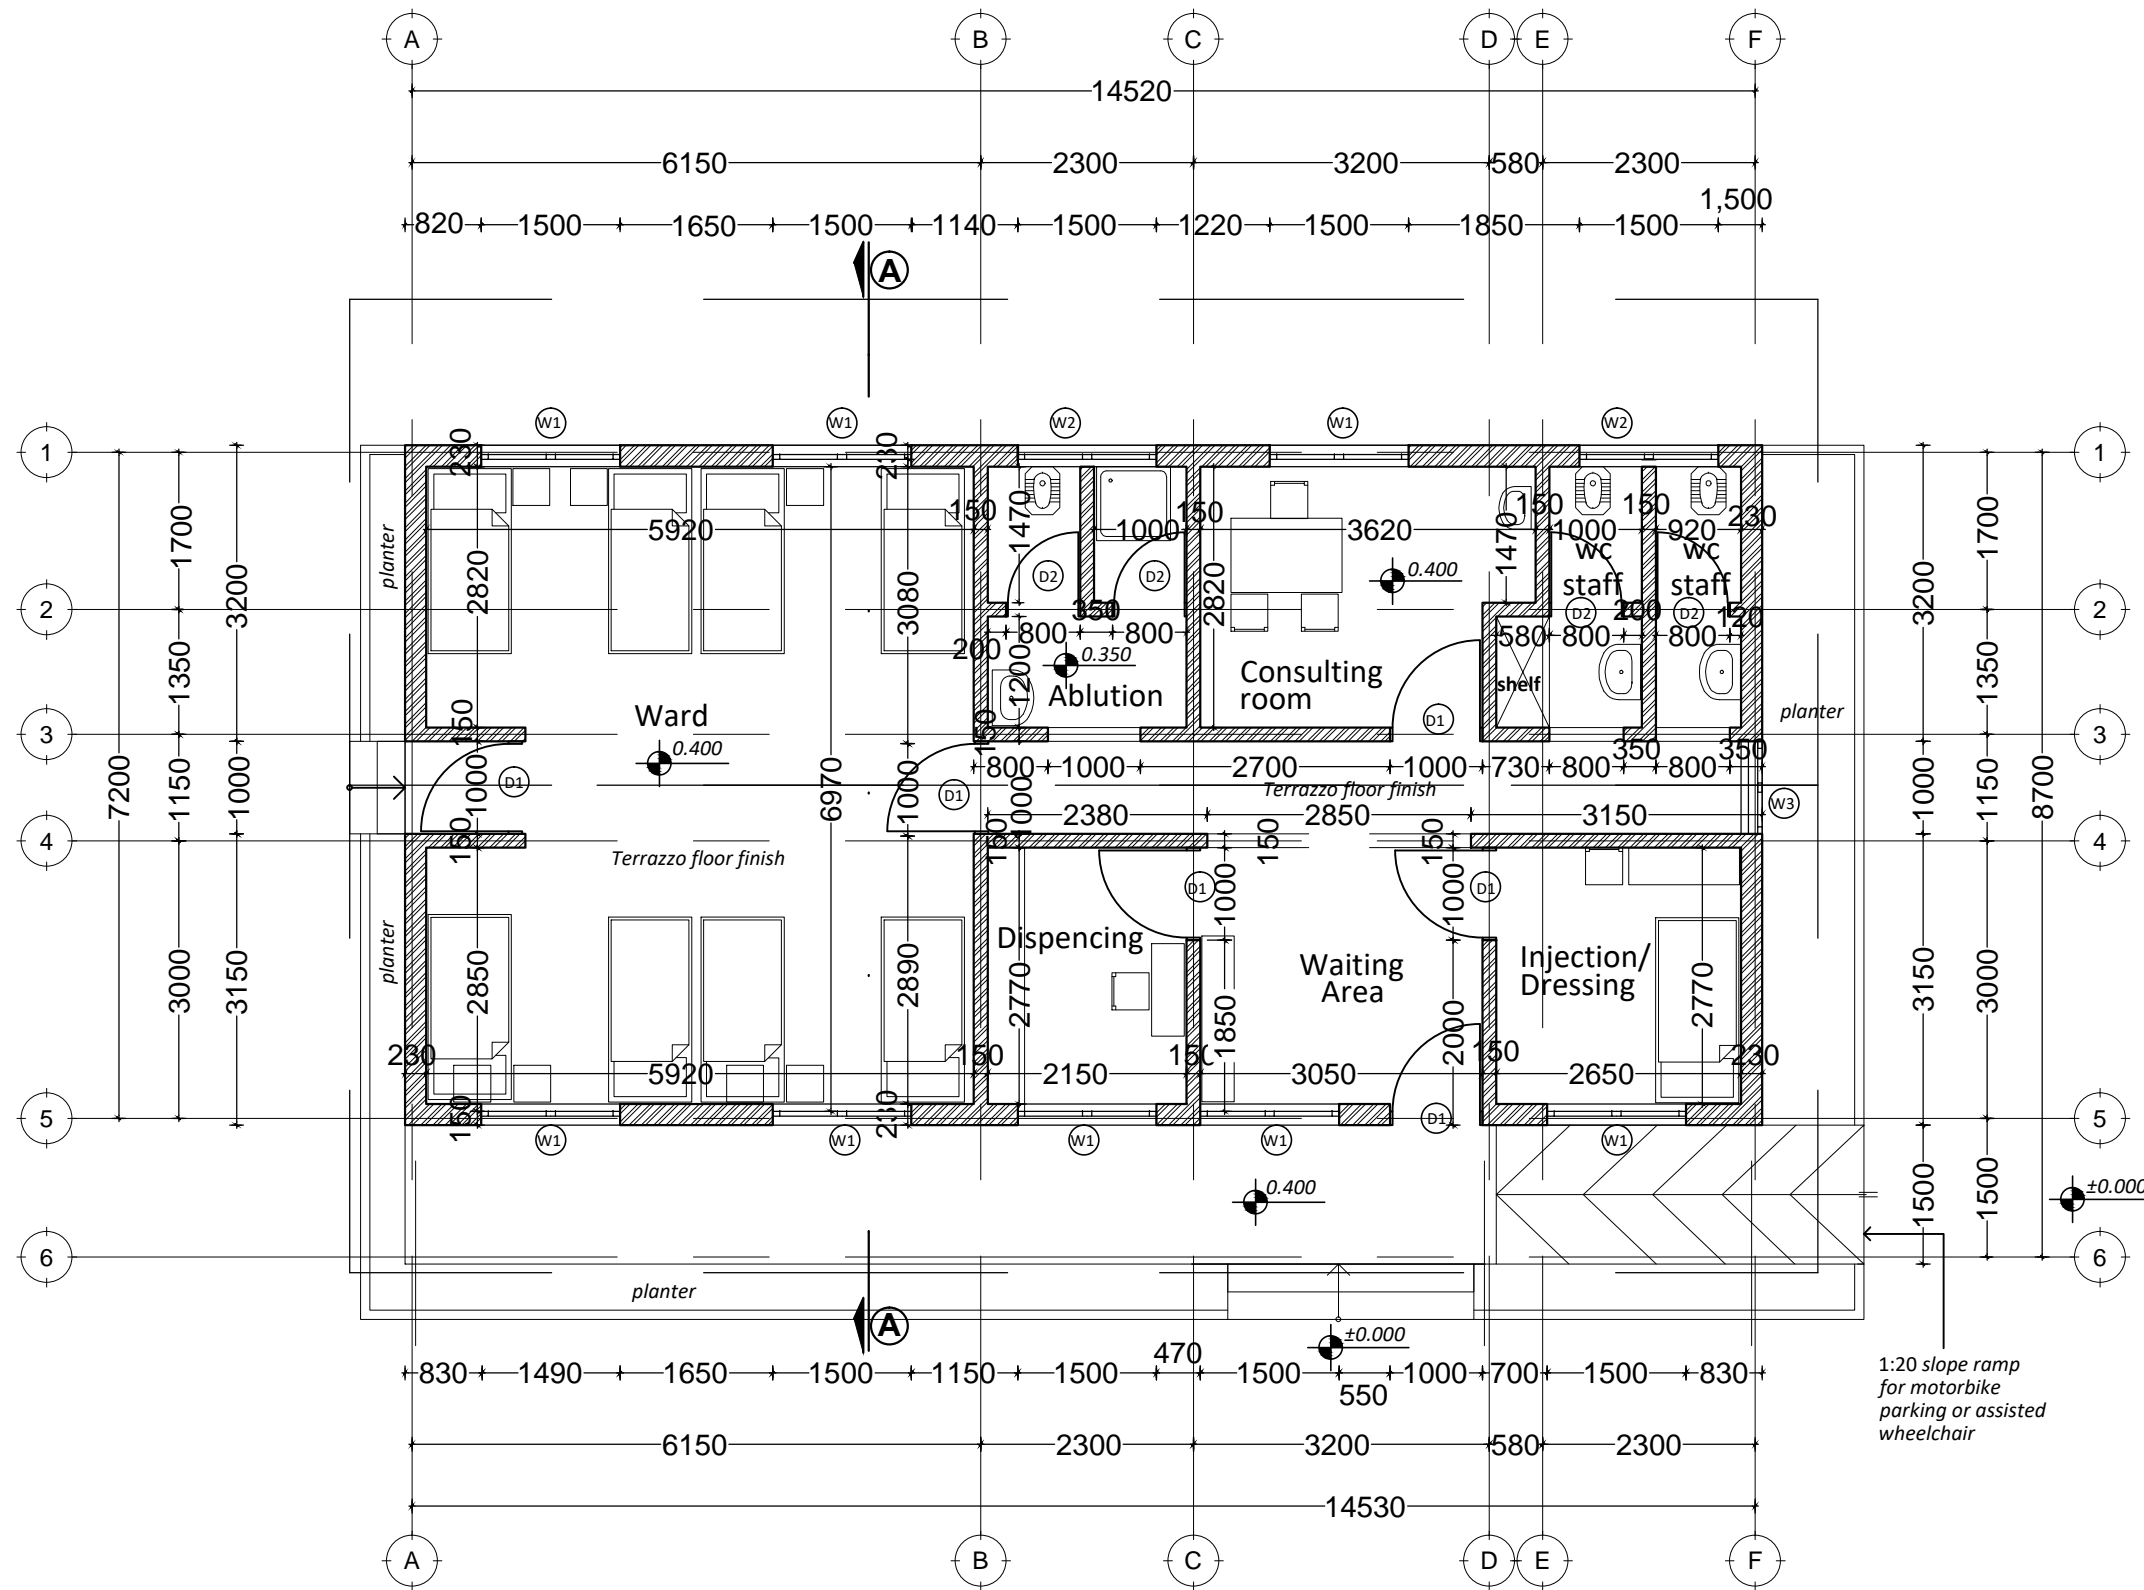 A B C D E F
14520
6150 2300 3200 580 2300
1,500
820 1500 1650 1500 1140 1500 1220 1500 1850 1500
A
W1 W1 W2 W1 W2
1 1
230 230
1700 3200 1470 1470 3200 1700
150 150 150 150 230
5920 1000 3620 1000 920
planter
2820 3080 2820
D2 D2
0.400
wc staff
wc staff
2 2
350 D2 200 D2 120
800 800 580 800 800
200
1350 1200 1350
0.350
Ablution
Consulting
room
shelf
Ward
planter
D1
3 3
150 150
350 350
0.400
7200 1150 1000 1000 D1 6970 1000 D1 1000
800 1000 2700 1000 730 800 800
Terrazzo floor finish
W3
1000 1150 8700
2380 2850 3150
4 4
150 150 150 150
Terrazzo floor finish
D1 D1
1000 1000
planter
Dispencing
Waiting
Area
Injection/
Dressing
3000 3150 2850 2890 2770 1850 2000 2770 3150 3000
230 150 150 150 230
5920 2150 3050 2650
5 5
150 230
D1
W1 W1 W1 W1 W1
0.400
1500 1500
±0.000
6 6
planter
A
±0.000
470
830 1490 1650 1500 1150 1500 1500 1000 700 1500 830
550
1:20 slope ramp
for motorbike
parking or assisted
wheelchair
6150 2300 3200 580 2300
14530
A B C D E F